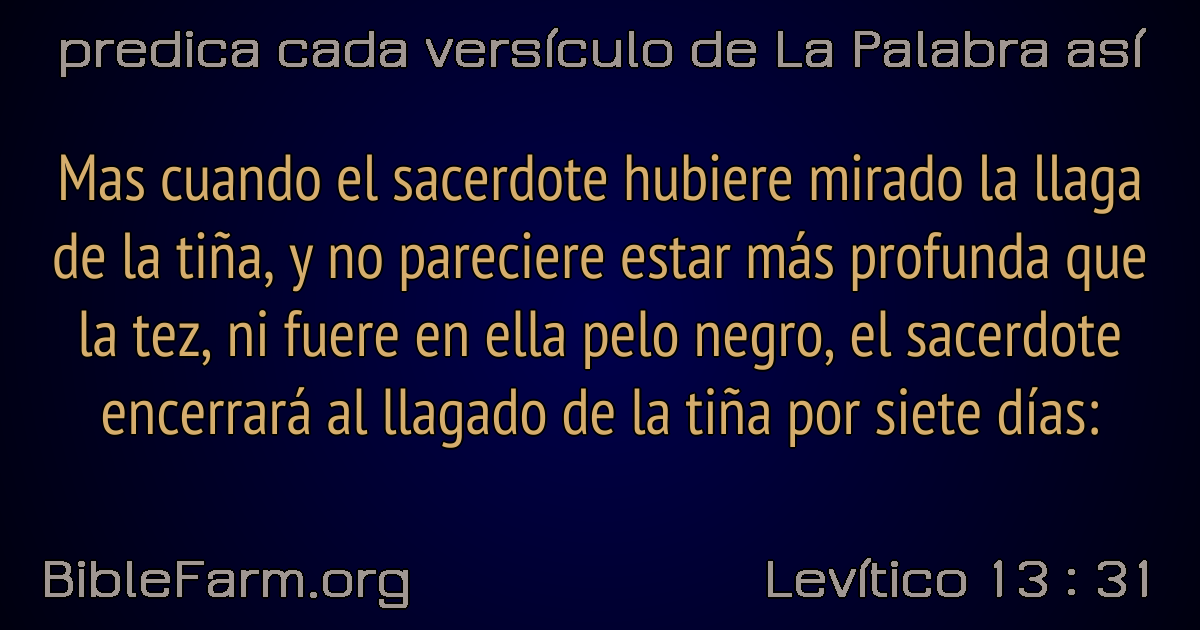 predica cada versículo de La Palabra así
Mas cuando el sacerdote hubiere mirado la llaga
de la tiña, y no pareciere estar más profunda que
la tez, ni fuere en ella pelo negro, el sacerdote
encerrará al llagado de la tiña por siete días:
BibleFarm.org
Levítico 13 : 31